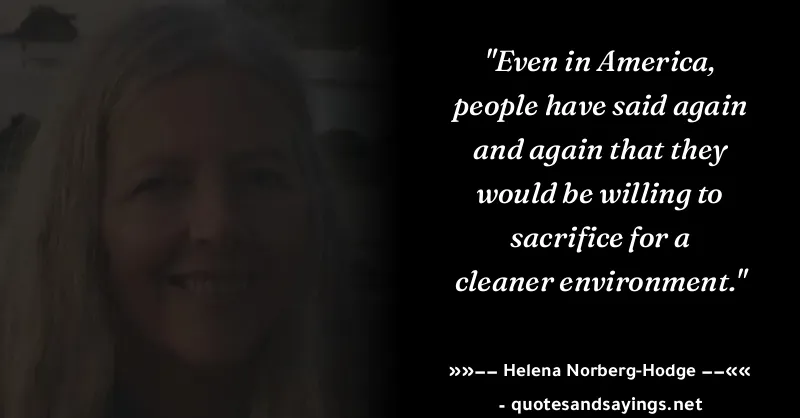 "Even in America,
people have said again
and again that they
would be willing to
sacrifice for a
cleaner environment."
»»–– Helena Norberg-Hodge ––««
- quotesandsayings.net